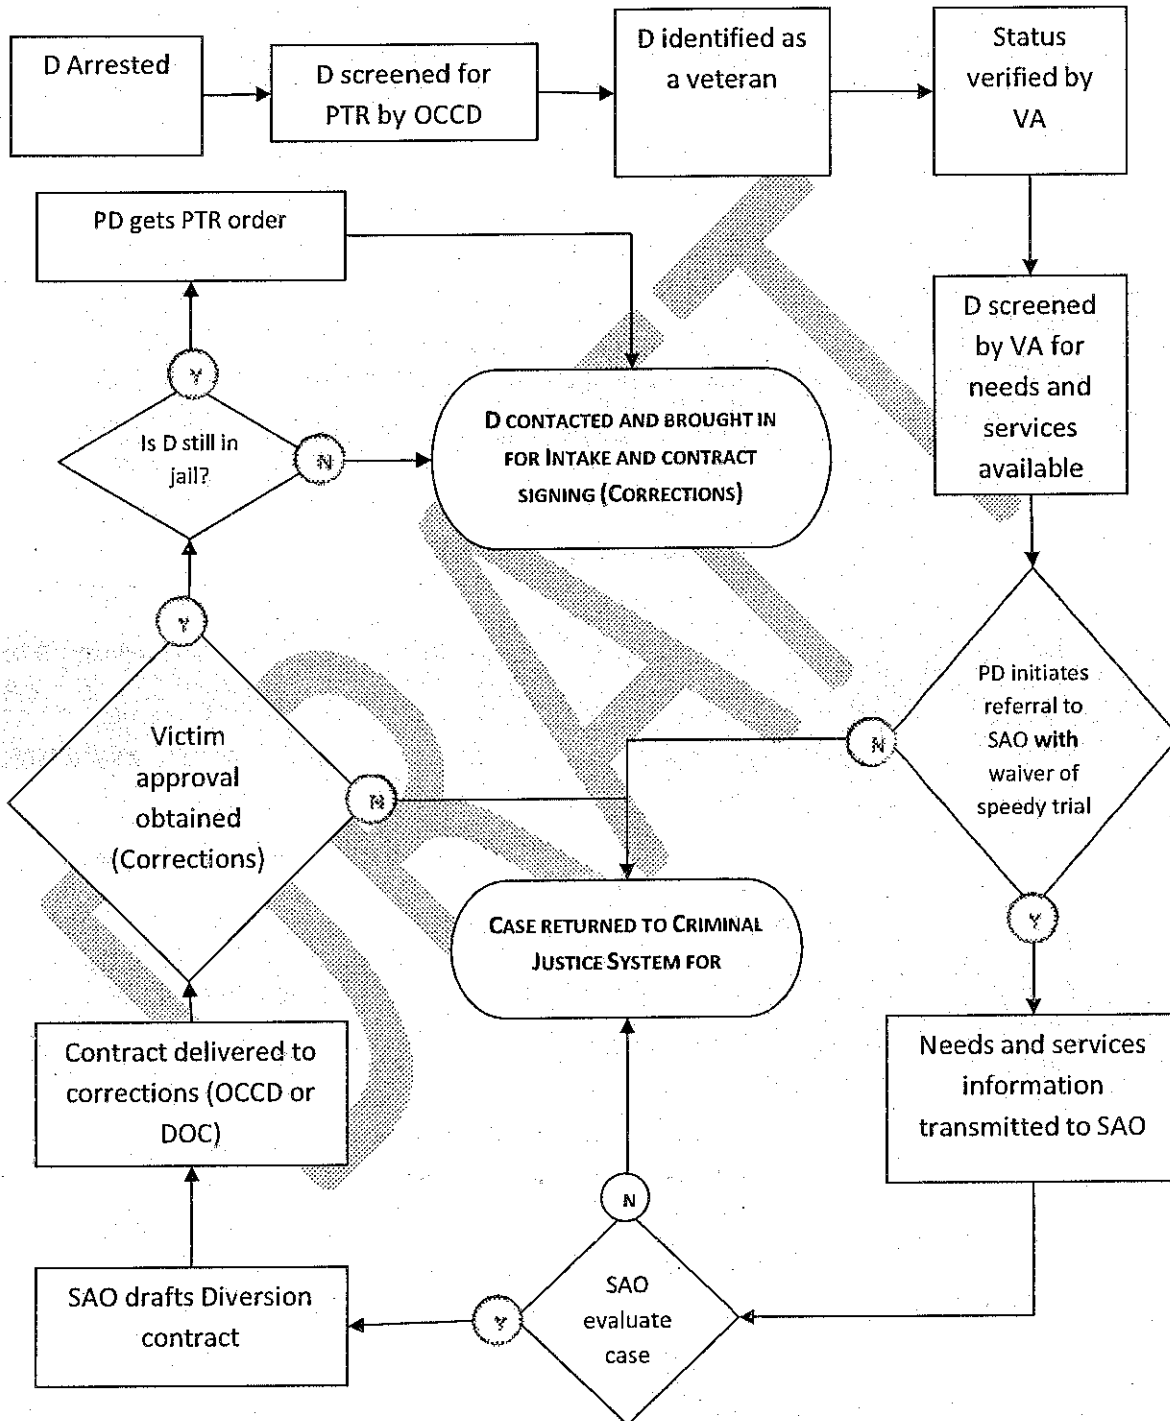 D Arrested
D screened for
PTR by OCCD
D identified as
a veteran
Status
verified by
VA
PD gets PTR order
D screened
by VA for
needs and
services
available
Y
Is D still in
jail?
N
D CONTACTED AND BROUGHT IN
FOR INTAKE AND CONTRACT
SIGNING (CORRECTIONS)
Y
Victim
approval
obtained
(Corrections)
N
PD initiates
referral to
SAO with
waiver of
speedy trial
N
Y
CASE RETURNED TO CRIMINAL
JUSTICE SYSTEM FOR
Contract delivered to
corrections (OCCD or
DOC)
Needs and services
information
transmitted to SAO
N
SAO drafts Diversion
contract
Y
SAO
evaluate
case
DRAFT